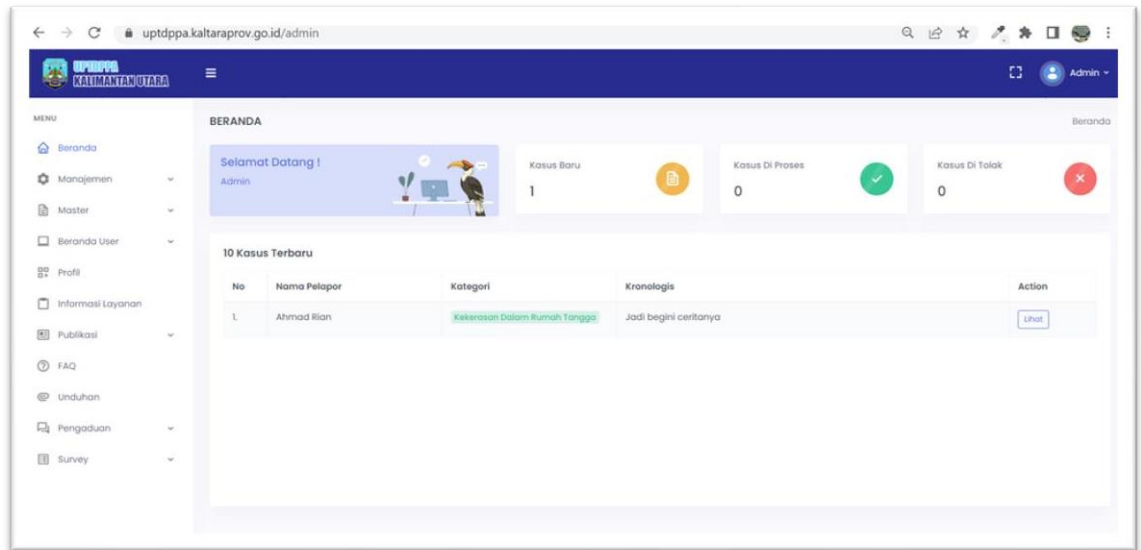 uptdppa.kaltaraprov.go.id/admin
UPTDPPA
KALIMANTAN UTARA
Admin
MENU
Beranda
Manajemen
Master
Beranda User
Profil
Informasi Layanan
Publikasi
FAQ
Unduhan
Pengaduan
Survey
BERANDA
Beranda
Selamat Datang !
Admin
Kasus Baru
1
Kasus Di Proses
0
Kasus Di Tolak
0
10 Kasus Terbaru
No Nama Pelapor Kategori Kronologis Action
1. Ahmad Rian Kekerasan Dalam Rumah Tangga Jadi begini ceritanya Lihat